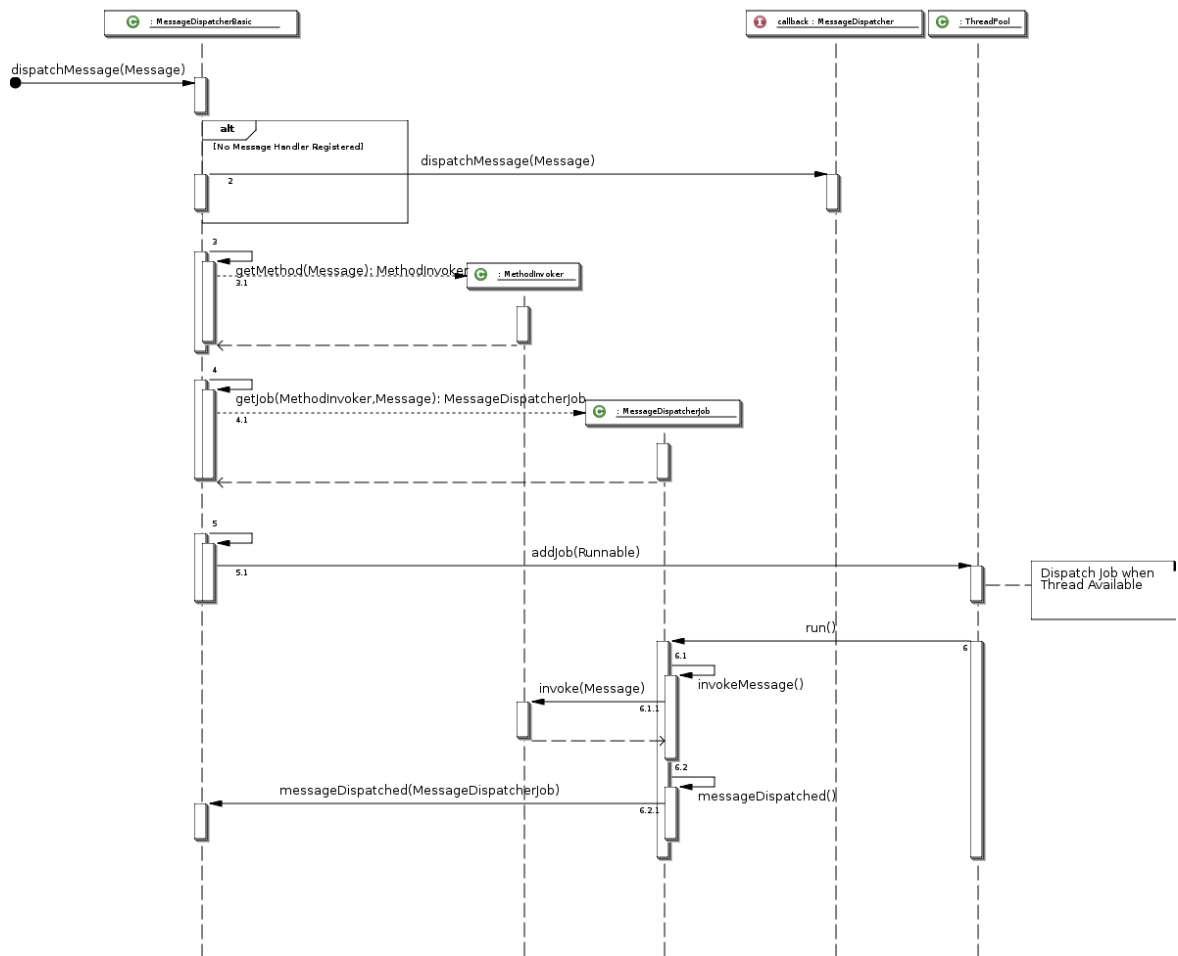 C : MessageDispatcherBasic
I callback : MessageDispatcher
C : ThreadPool
dispatchMessage(Message)
alt
[No Message Handler Registered]
dispatchMessage(Message)
2
3
getMethod(Message): MethodInvoker
3.1
C : MethodInvoker
4
getJob(MethodInvoker,Message): MessageDispatcherJob
4.1
C : MessageDispatcherJob
5
addJob(Runnable)
5.1
Dispatch Job when
Thread Available
run()
6
6.1
invokeMessage()
invoke(Message)
6.1.1
6.2
messageDispatched(MessageDispatcherJob)
messageDispatched()
6.2.1